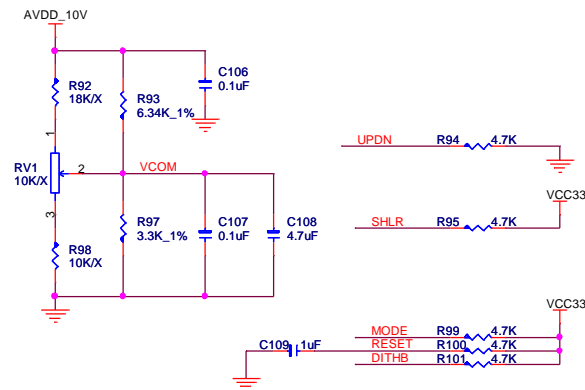 AVDD_10V
R92
18K/X
R93
6.34K_1%
C106
0.1uF
1
RV1
10K/X
2
VCOM
3
R98
10K/X
R97
3.3K_1%
C107
0.1uF
C108
4.7uF
UPDN
R94
4.7K
VCC33
SHLR
R95
4.7K
VCC33
MODE
R99
4.7K
C109
1uF
RESET
R100
4.7K
DITHB
R101
4.7K